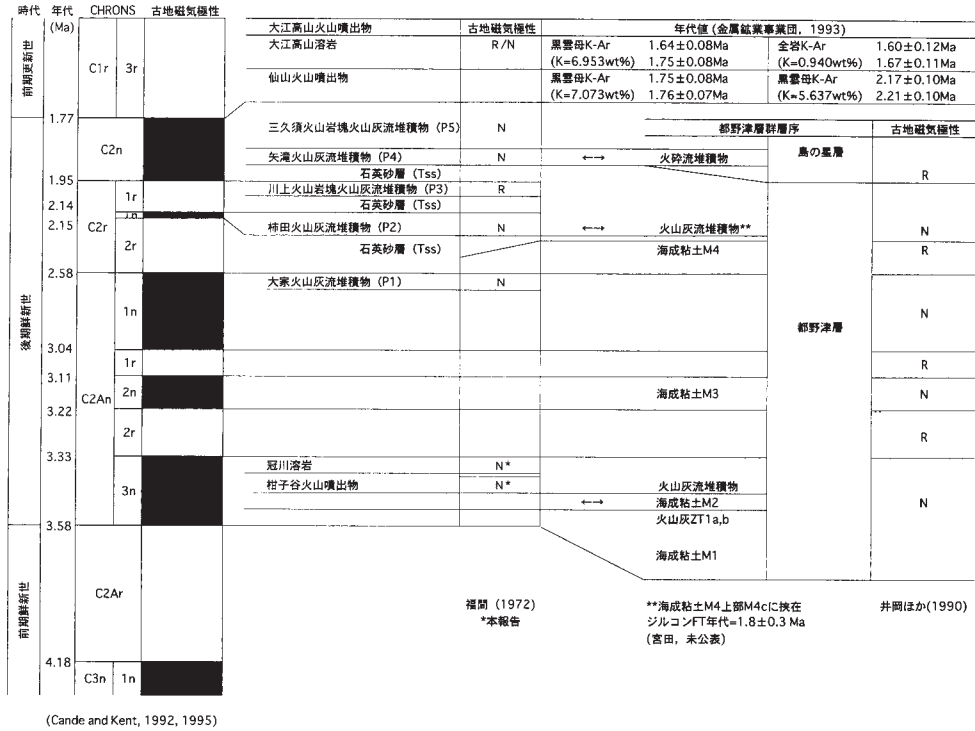 時代 年代 CHRONS 古地磁気極性
(Ma)
大江高山火山噴出物 古地磁気極性 年代値 (金属鉱業事業団, 1993)
大江高山溶岩 R/N 黒雲母K-Ar 1.64±0.08Ma 全岩K-Ar 1.60±0.12Ma
(K=6.953wt%) 1.75±0.08Ma (K=0.940wt%) 1.67±0.11Ma
仙山火山噴出物 黒雲母K-Ar 1.75±0.08Ma 黒雲母K-Ar 2.17±0.10Ma
(K=7.073wt%) 1.76±0.07Ma (K=5.637wt%) 2.21±0.10Ma
前期更新世
C1r 3r
1.77
C2n
三久須火山岩塊火山灰流堆積物 (P5) N
都野津層群層序 古地磁気極性
矢滝火山灰流堆積物 (P4) N ←→ 火砕流堆積物 島の星層
石英砂層 (Tss) R
1.95
1r
川上火山岩塊火山灰流堆積物 (P3) R
2.14
石英砂層 (Tss)
1n
C2r
2.15
柿田火山灰流堆積物 (P2) N ←→ 火山灰流堆積物** N
2r
石英砂層 (Tss) 海成粘土M4 R
2.58
大家火山灰流堆積物 (P1) N
後期鮮新世
1n
都野津層 N
3.04
1r R
3.11
C2An 2n 海成粘土M3 N
3.22
2r R
3.33
冠川溶岩 N*
3n 柑子谷火山噴出物 N* 火山灰流堆積物
←→ 海成粘土M2 N
火山灰ZT1a,b
3.58
海成粘土M1
前期鮮新世
C2Ar
福間 (1972)
*本報告
**海成粘土M4上部M4cに挟在
ジルコンFT年代=1.8±0.3 Ma
(宮田, 未公表)
井岡ほか(1990)
4.18
C3n 1n
(Cande and Kent, 1992, 1995)